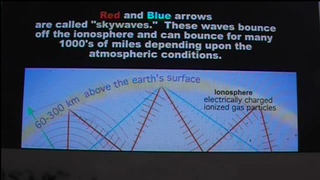 Red and Blue arrows
are called "skywaves." These waves bounce
off the ionosphere and can bounce for many
1000's of miles depending upon the
atmospheric conditions.
60-300 km above the earth's surface
Ionosphere
electrically charged
ionized gas particles